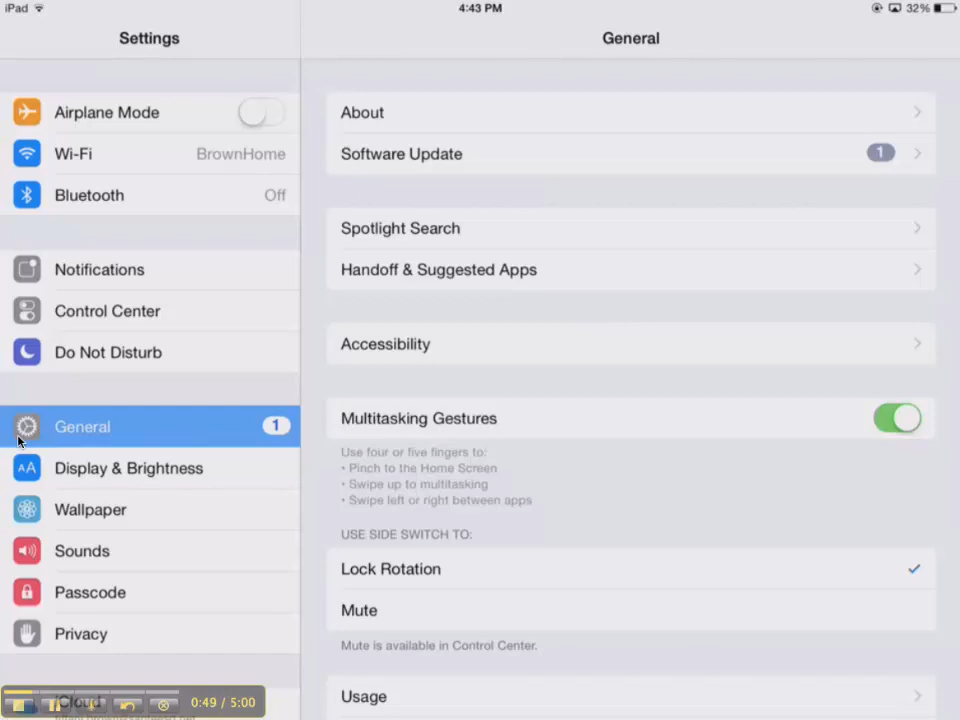 iPad 4:43 PM 32%
Settings General
Airplane Mode
Wi-Fi BrownHome
Bluetooth Off
Notifications
Control Center
Do Not Disturb
General 1
AA Display & Brightness
Wallpaper
Sounds
Passcode
Privacy
iCloud
0:49 / 5:00
About
Software Update 1
Spotlight Search
Handoff & Suggested Apps
Accessibility
Multitasking Gestures
Use four or five fingers to:
• Pinch to the Home Screen
• Swipe up to multitasking
• Swipe left or right between apps
USE SIDE SWITCH TO:
Lock Rotation
Mute
Mute is available in Control Center.
Usage